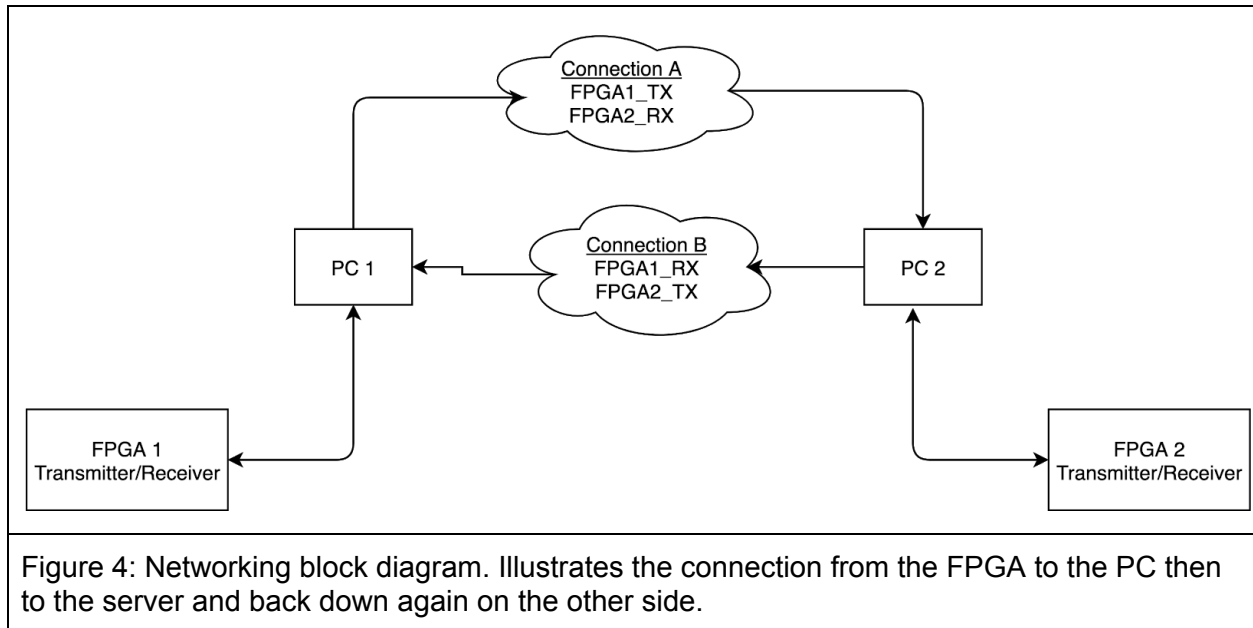 Connection A
FPGA1_TX
FPGA2_RX
PC 1
Connection B
FPGA1_RX
FPGA2_TX
PC 2
FPGA 1
Transmitter/Receiver
FPGA 2
Transmitter/Receiver
Figure 4: Networking block diagram. Illustrates the connection from the FPGA to the PC then
to the server and back down again on the other side.